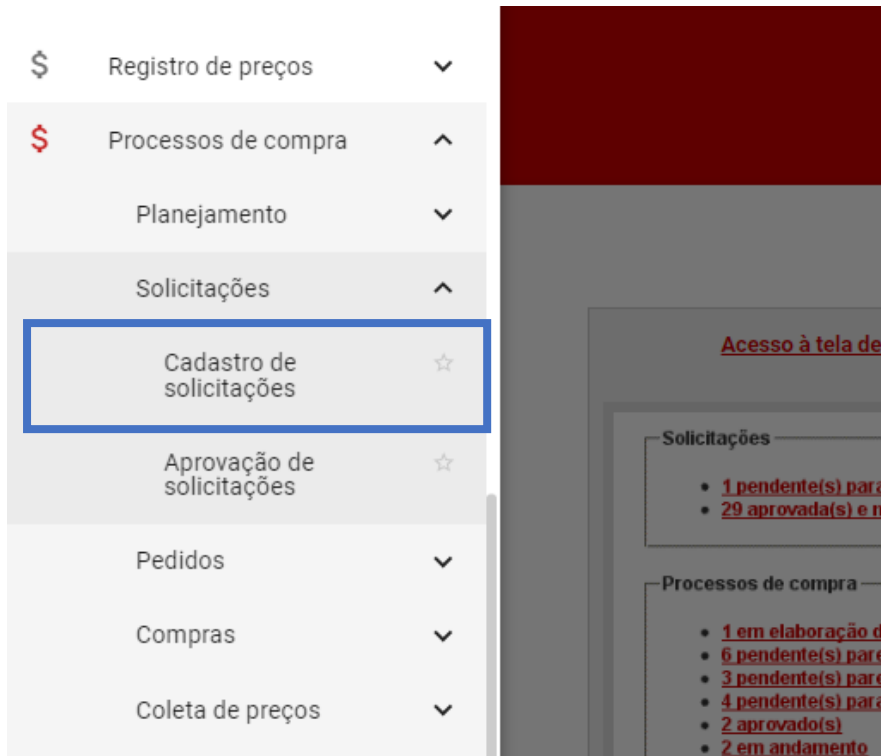 $ Registro de preços
$ Processos de compra
Planejamento
Solicitações
Cadastro de
solicitações
Aprovação de
solicitações
Pedidos
Compras
Coleta de preços
Acesso à tela de
Solicitações
1 pendente(s) para
29 aprovada(s) e
Processos de compra
1 em elaboração
6 pendente(s)
3 pendente(s)
4 pendente(s) para
2 aprovado(s)
2 em andamento